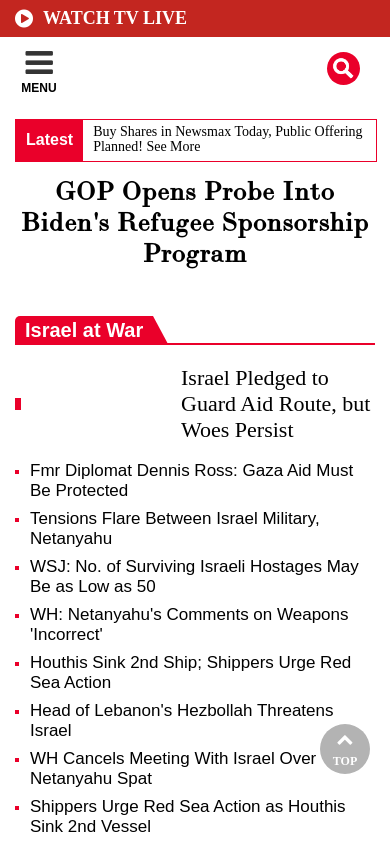 WATCH TV LIVE
MENU
Latest
Buy Shares in Newsmax Today, Public Offering
Planned! See More
GOP Opens Probe Into
Biden's Refugee Sponsorship
Program
Israel at War
Israel Pledged to
Guard Aid Route, but
Woes Persist
Fmr Diplomat Dennis Ross: Gaza Aid Must
Be Protected
Tensions Flare Between Israel Military,
Netanyahu
WSJ: No. of Surviving Israeli Hostages May
Be as Low as 50
WH: Netanyahu's Comments on Weapons
'Incorrect'
Houthis Sink 2nd Ship; Shippers Urge Red
Sea Action
Head of Lebanon's Hezbollah Threatens
Israel
WH Cancels Meeting With Israel Over
Netanyahu Spat
Shippers Urge Red Sea Action as Houthis
Sink 2nd Vessel
TOP